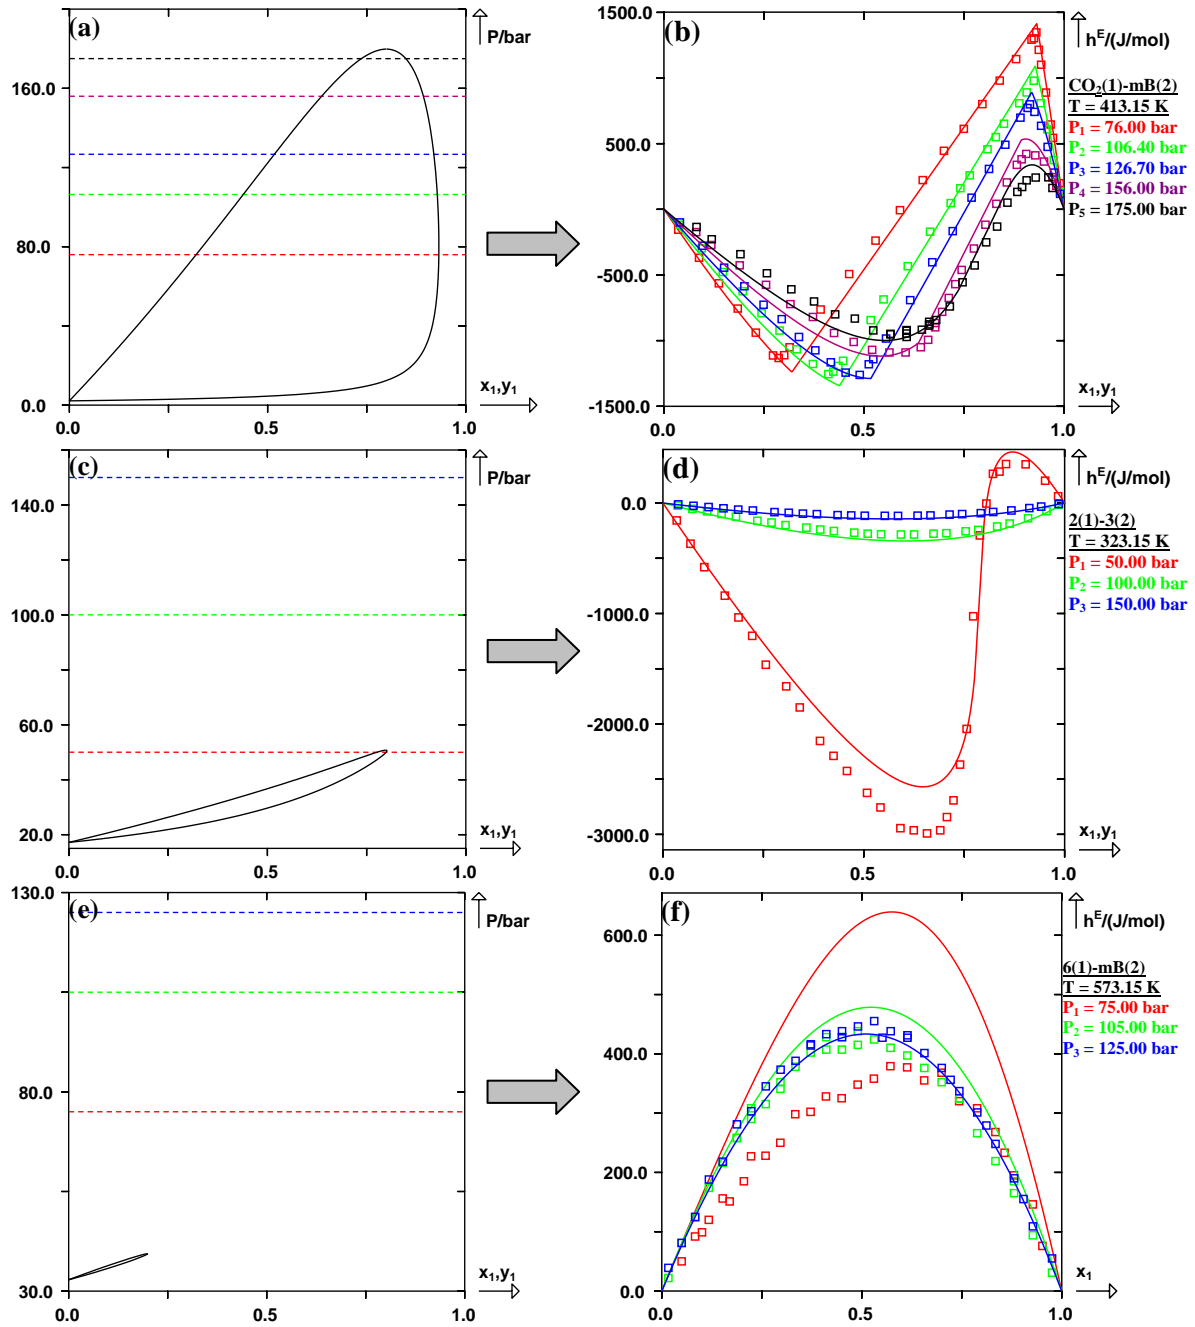 (a)
P/bar
160.0
80.0
0.0
0.0
0.5
1.0
x₁,y₁
(b)
1500.0
500.0
-500.0
-1500.0
0.0
0.5
1.0
hᴱ/(J/mol)
CO₂(1)-mB(2)
T = 413.15 K
P₁ = 76.00 bar
P₂ = 106.40 bar
P₃ = 126.70 bar
P₄ = 156.00 bar
P₅ = 175.00 bar
x₁,y₁
(c)
P/bar
140.0
100.0
60.0
20.0
0.0
0.5
1.0
x₁,y₁
(d)
0.0
-1000.0
-2000.0
-3000.0
0.0
0.5
1.0
hᴱ/(J/mol)
2(1)-3(2)
T = 323.15 K
P₁ = 50.00 bar
P₂ = 100.00 bar
P₃ = 150.00 bar
x₁,y₁
(e)
P/bar
130.0
80.0
30.0
0.0
0.5
1.0
x₁,y₁
(f)
600.0
400.0
200.0
0.0
0.0
0.5
1.0
hᴱ/(J/mol)
6(1)-mB(2)
T = 573.15 K
P₁ = 75.00 bar
P₂ = 105.00 bar
P₃ = 125.00 bar
x₁